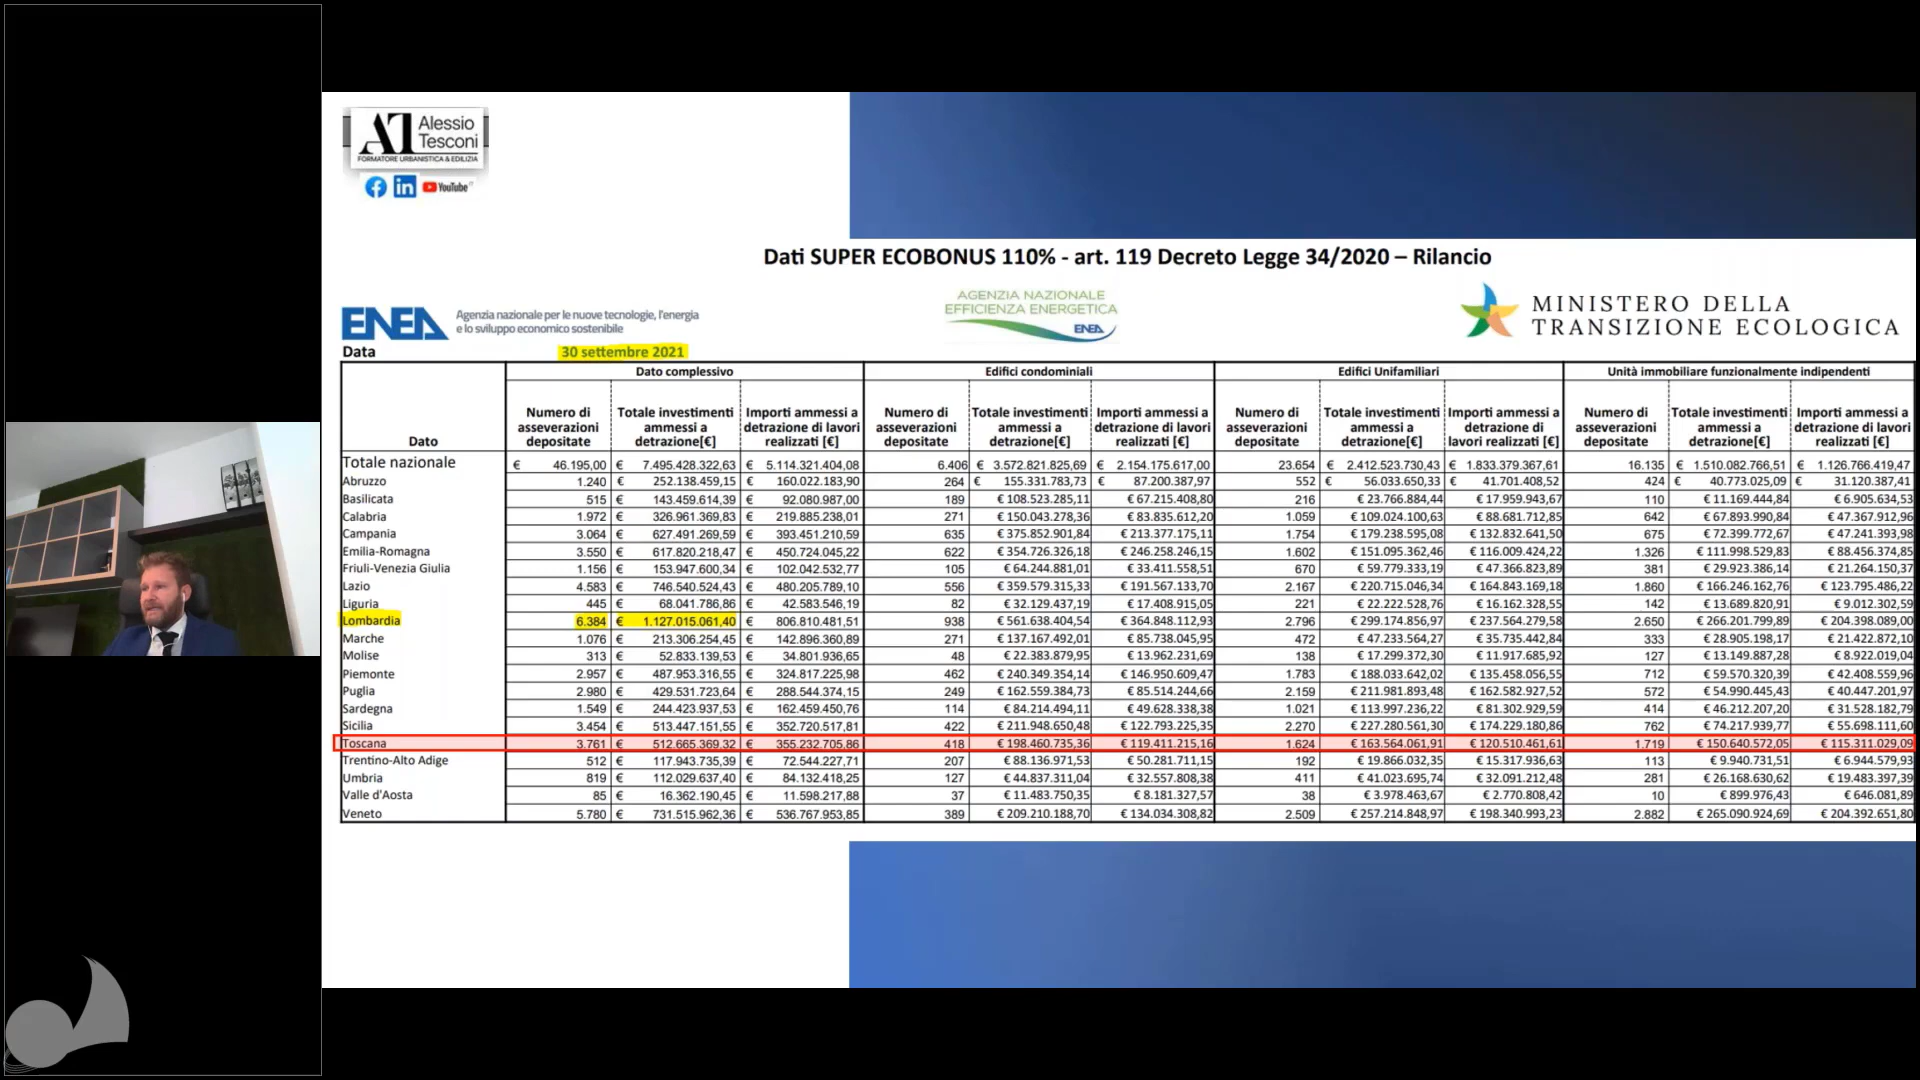 AT Alessio
Tesconi
FORMATORE URBANISTICA & EDILIZIA
f in YouTube
Dati SUPER ECOBONUS 110% - art. 119 Decreto Legge 34/2020 – Rilancio
ENEA Agenzia nazionale per le nuove tecnologie, l'energia
e lo sviluppo economico sostenibile
AGENZIA NAZIONALE
EFFICIENZA ENERGETICA
ENEA
MINISTERO DELLA
TRANSIZIONE ECOLOGICA
Data 30 settembre 2021
Dato complessivo Edifici condominiali Edifici Unifamiliari Unità immobiliare funzionalmente indipendenti
Numero di Totale investimenti Importi ammessi a Numero di Totale investimenti Importi ammessi a Numero di Totale investimenti Importi ammessi a Numero di Totale investimenti Importi ammessi a
asseverazioni ammessi a detrazione di lavori asseverazioni ammessi a detrazione di lavori asseverazioni ammessi a detrazione di asseverazioni ammessi a detrazione di lavori
Dato depositate detrazione[€] realizzati [€] depositate detrazione[€] realizzati [€] depositate detrazione[€] lavori realizzati [€] depositate detrazione[€] realizzati [€]
Totale nazionale € 46.195,00 € 7.495.428.322,63 € 5.114.321.404,08 6.406 € 3.572.821.825,69 € 2.154.175.617,00 23.654 € 2.412.523.730,43 € 1.833.379.367,61 16.135 € 1.510.082.766,51 € 1.126.766.419,47
Abruzzo 1.240 € 252.138.459,15 € 160.022.183,90 264 € 155.331.783,73 € 87.200.387,97 552 € 56.033.650,33 € 41.701.408,52 424 € 40.773.025,09 € 31.120.387,41
Basilicata 515 € 143.459.614,39 € 92.080.987,00 189 € 108.523.285,11 € 67.215.408,80 216 € 23.766.884,44 € 17.959.943,67 110 € 11.169.444,84 € 6.905.634,53
Calabria 1.972 € 326.961.369,83 € 219.885.238,01 271 € 150.043.278,36 € 83.835.612,20 1.059 € 109.024.100,63 € 88.681.712,85 642 € 67.893.990,84 € 47.367.912,96
Campania 3.064 € 627.491.269,59 € 393.451.210,59 635 € 375.852.901,84 € 213.377.175,11 1.754 € 179.238.595,08 € 132.832.641,50 675 € 72.399.772,67 € 47.241.393,98
Emilia-Romagna 3.550 € 617.820.218,47 € 450.724.045,22 622 € 354.726.326,18 € 246.258.246,15 1.602 € 151.095.362,46 € 116.009.424,22 1.326 € 111.998.529,83 € 88.456.374,85
Friuli-Venezia Giulia 1.156 € 153.947.600,34 € 102.042.532,77 105 € 64.244.881,01 € 33.411.558,51 670 € 59.779.333,19 € 47.366.823,89 381 € 29.923.386,14 € 21.264.150,37
Lazio 4.583 € 746.540.524,43 € 480.205.789,10 556 € 359.579.315,33 € 191.567.133,70 2.167 € 220.715.046,34 € 164.843.169,18 1.860 € 166.246.162,76 € 123.795.486,22
Liguria 445 € 68.041.786,86 € 42.583.546,19 82 € 32.129.437,19 € 17.408.915,05 221 € 22.222.528,76 € 16.162.328,55 142 € 13.689.820,91 € 9.012.302,59
Lombardia 6.384 € 1.127.015.061,40 € 806.810.481,51 938 € 561.638.404,54 € 364.848.112,93 2.796 € 299.174.856,97 € 237.564.279,58 2.650 € 266.201.799,89 € 204.398.089,00
Marche 1.076 € 213.306.254,45 € 142.896.360,89 271 € 137.167.492,01 € 85.738.045,95 472 € 47.233.564,27 € 35.735.442,84 333 € 28.905.198,17 € 21.422.872,10
Molise 313 € 52.833.139,53 € 34.801.936,65 48 € 22.383.879,95 € 13.962.231,69 138 € 17.299.372,30 € 11.917.685,92 127 € 13.149.887,28 € 8.922.019,04
Piemonte 2.957 € 487.953.316,55 € 324.817.225,98 462 € 240.349.354,14 € 146.950.609,47 1.783 € 188.033.642,02 € 135.458.056,55 712 € 59.570.320,39 € 42.408.559,96
Puglia 2.980 € 429.531.723,64 € 288.544.374,15 249 € 162.559.384,73 € 85.514.244,66 2.159 € 211.981.893,48 € 162.582.927,52 572 € 54.990.445,43 € 40.447.201,97
Sardegna 1.549 € 244.423.937,53 € 162.459.450,76 114 € 84.214.494,11 € 49.628.338,38 1.021 € 113.997.236,22 € 81.302.929,59 414 € 46.212.207,20 € 31.528.182,79
Sicilia 3.454 € 513.447.151,55 € 352.720.517,81 422 € 211.948.650,48 € 122.793.225,35 2.270 € 227.280.561,30 € 174.229.180,86 762 € 74.217.939,77 € 55.698.111,60
Toscana 3.761 € 512.665.369,32 € 355.232.705,86 418 € 198.460.735,36 € 119.411.215,16 1.624 € 163.564.061,91 € 120.510.461,61 1.719 € 150.640.572,05 € 115.311.029,09
Trentino-Alto Adige 512 € 117.943.735,39 € 72.544.227,71 207 € 88.136.971,53 € 50.281.711,15 192 € 19.866.032,35 € 15.317.936,63 113 € 9.940.731,51 € 6.944.579,93
Umbria 819 € 112.029.637,40 € 84.132.418,25 127 € 44.837.311,04 € 32.557.808,38 411 € 41.023.695,74 € 32.091.212,48 281 € 26.168.630,62 € 19.483.397,39
Valle d'Aosta 85 € 16.362.190,45 € 11.598.217,88 37 € 11.483.750,35 € 8.181.327,57 38 € 3.978.463,67 € 2.770.808,42 10 € 899.976,43 € 646.081,89
Veneto 5.780 € 731.515.962,36 € 536.767.953,85 389 € 209.210.188,70 € 134.034.308,82 2.509 € 257.214.848,97 € 198.340.993,23 2.882 € 265.090.924,69 € 204.392.651,80